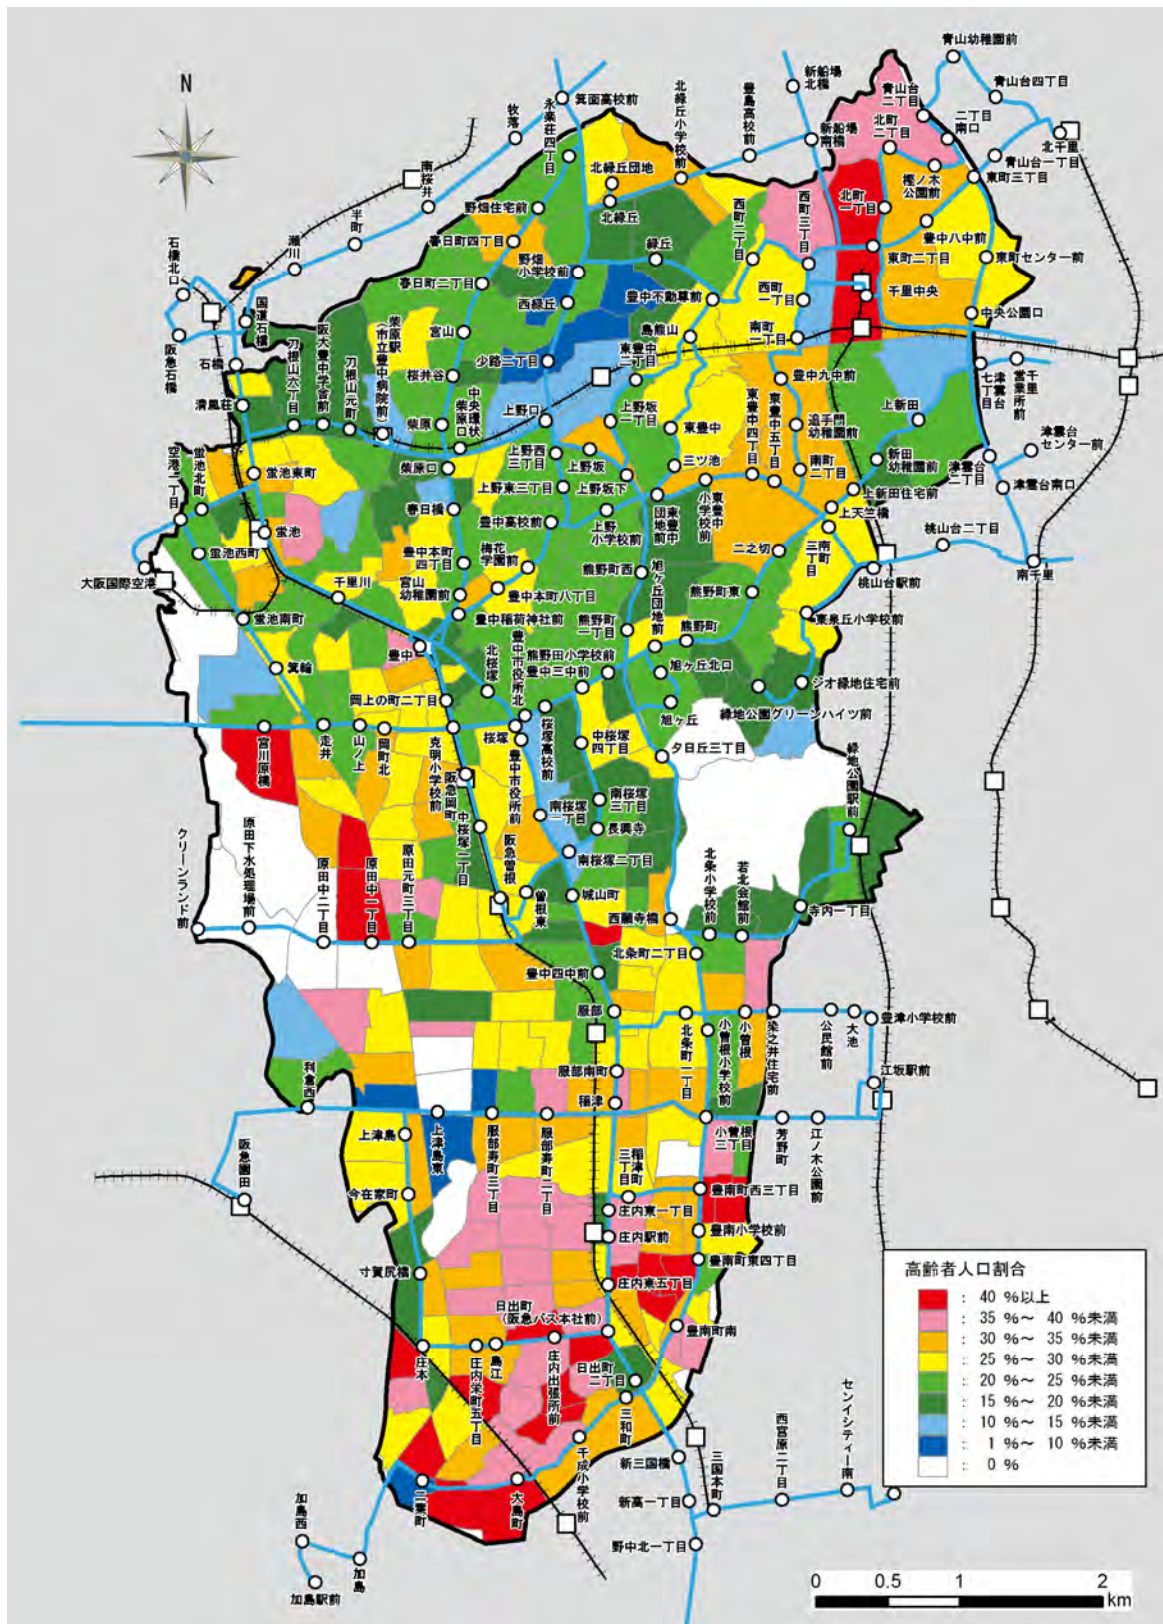 N
青山幼稚園前
青山台四丁目
青山台二丁目
二丁目南口
北千里
青山台一丁目
東町三丁目
北町二丁目
樫ノ木公園前
北町一丁目
豊中八中前
東町二丁目
東町センター前
千里中央
中央公園口
新船場北橋
新船場南橋
豊島高校前
北緑丘小学校前
箕面高校前
永楽荘四丁目
牧落
南桜井
半町
瀬川
石橋北口
国道石橋
阪急石橋
石橋
清風荘
刀根山六丁目
阪大豊中学舎前
刀根山元町
柴原駅(市立豊中病院前)
北緑丘団地
北緑丘
野畑住宅前
春日町四丁目
野畑小学校前
春日町二丁目
西緑丘
宮山
少路二丁目
桜井谷
柴原
中央環状柴原口
柴原口
緑丘
西町二丁目
西町三丁目
西町一丁目
豊中不動尊前
島熊山
南町一丁目
東豊中二丁目
上野口
上野坂一丁目
東豊中
東豊中四丁目
東豊中五丁目
豊中九中前
追手門幼稚園前
南町二丁目
上新田
新田幼稚園前
上新田住宅前
上天竺橋
七丁目津雲台
千里営業所前
津雲台センター前
津雲台二丁目
津雲台南口
桃山台二丁目
南千里
桃山台駅前
南町三丁目
二之切
東泉丘小学校前
上野西三丁目
上野坂
三ツ池
上野東三丁目
上野坂下
東豊中団地前
東豊中小学校前
上野小学校前
豊中高校前
春日橋
豊中本町四丁目
梅花学園前
宮山幼稚園前
豊中本町八丁目
豊中稲荷神社前
熊野町西
旭ヶ丘団地前
熊野町東
熊野町一丁目
熊野町
熊野田小学校前
豊中三中前
旭ヶ丘北口
旭ヶ丘
夕日丘三丁目
ジオ緑地住宅前
緑地公園グリーンハイツ前
緑地公園駅前
空港一丁目
蛍池北町
蛍池東町
蛍池
蛍池西町
大阪国際空港
千里川
蛍池南町
箕輪
豊中
北桜塚
豊中市役所北
岡上の町二丁目
桜塚
桜塚高校前
中桜塚四丁目
宮川原橋
走井
山ノ上
岡町北
克明小学校前
阪急岡町
豊中市役所前
南桜塚一丁目
南桜塚三丁目
長興寺
中桜塚一丁目
南桜塚二丁目
阪急曽根
曽根東
城山町
西願寺橋
北条小学校前
若北会館前
寺内一丁目
クリーンランド前
原田下水処理場前
原田中二丁目
原田中一丁目
原田元町三丁目
豊中四中前
北条町二丁目
服部
北条町一丁目
小曽根小学校前
小曽根
染之井住宅前
公民館前
大池
豊津小学校前
江坂駅前
利倉西
服部南町
稲津
上津島
上津島東
服部寿町三丁目
服部寿町二丁目
稲津町三丁目
小曽根二丁目
芳野町
江ノ木公園前
阪急園田
今在家町
豊南町西三丁目
庄内東一丁目
庄内駅前
豊南小学校前
豊南町東四丁目
寸賀尻橋
庄内東五丁目
日出町
(阪急バス本社前)
豊南町南
庄本
庄内栄町五丁目
島江
庄内出張所前
日出町二丁目
三和町
二葉町
大島町
千成小学校前
新三国橋
新高一丁目
野中北一丁目
三国本町
西宮原二丁目
センイシティー南
加島西
加島
加島駅前
高齢者人口割合
： 40 %以上
： 35 %～ 40 %未満
： 30 %～ 35 %未満
： 25 %～ 30 %未満
： 20 %～ 25 %未満
： 15 %～ 20 %未満
： 10 %～ 15 %未満
： 1 %～ 10 %未満
： 0 %
0 0.5 1 2
km